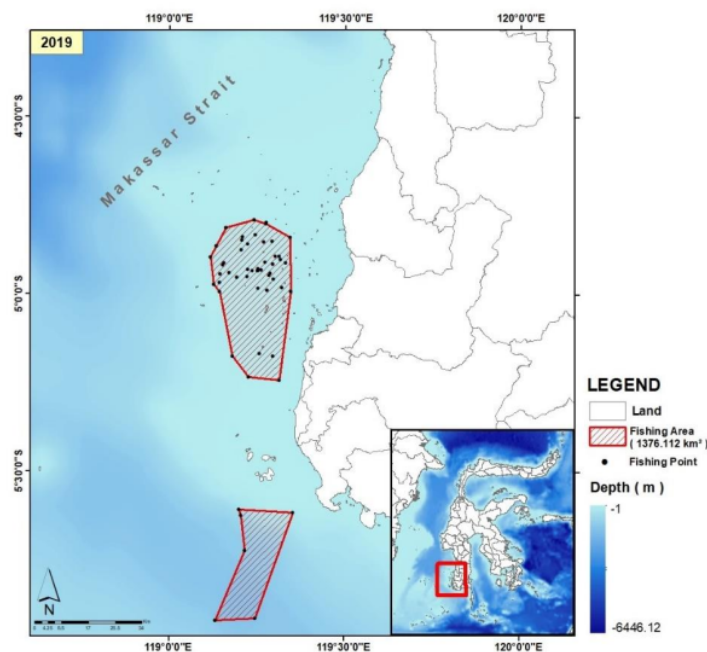 119°0'0"E 119°30'0"E 120°0'0"E
2019
Makassar Strait
4°30'0"S
5°0'0"S
5°30'0"S
LEGEND
Land
Fishing Area
( 1376.112 km²)
Fishing Point
Depth ( m )
-1
-6446.12
N
119°0'0"E 119°30'0"E 120°0'0"E